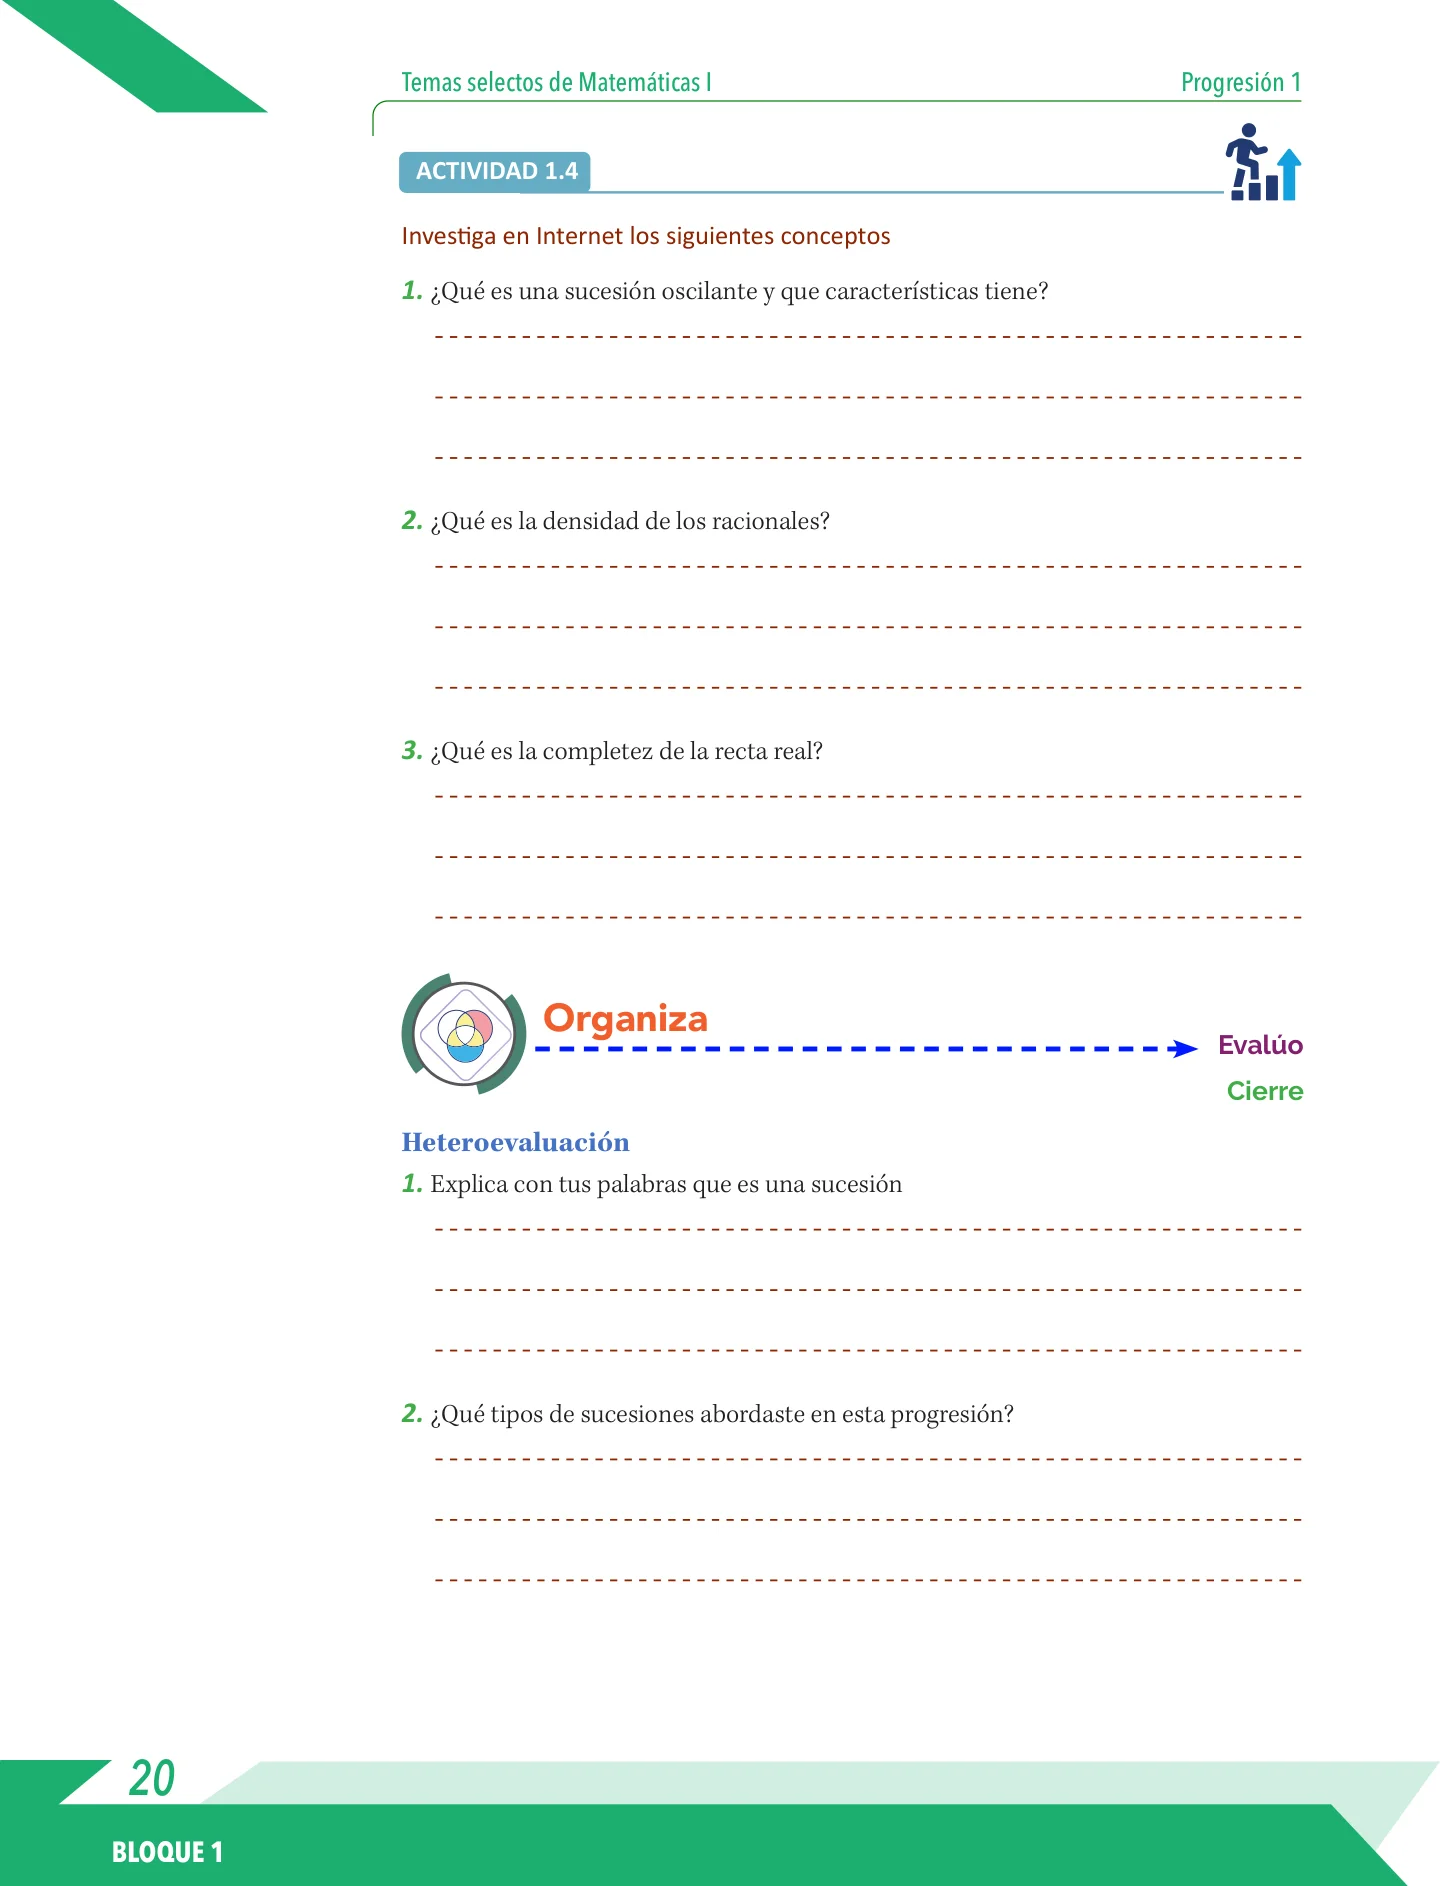 Temas selectos de Matemáticas I Progresión 1
ACTIVIDAD 1.4
Investiga en Internet los siguientes conceptos
1. ¿Qué es una sucesión oscilante y que características tiene?
2. ¿Qué es la densidad de los racionales?
3. ¿Qué es la completez de la recta real?
Organiza
Evalúo
Cierre
Heteroevaluación
1. Explica con tus palabras que es una sucesión
2. ¿Qué tipos de sucesiones abordaste en esta progresión?
20
BLOQUE 1